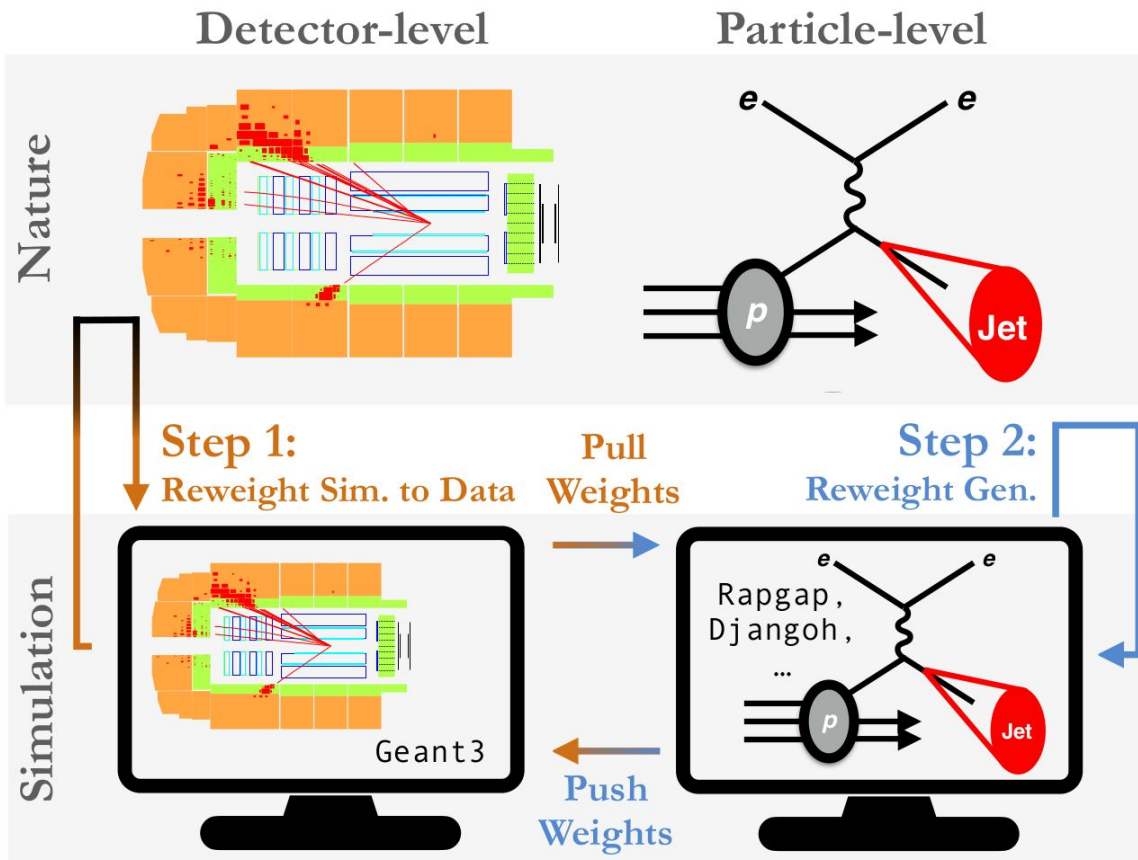 Detector-level
Particle-level
Nature
e
e
p
Jet
Step 1:
Reweight Sim. to Data
Pull
Weights
Step 2:
Reweight Gen.
Simulation
Geant3
e
e
Rapgap,
Djangoh,
...
p
Jet
Push
Weights